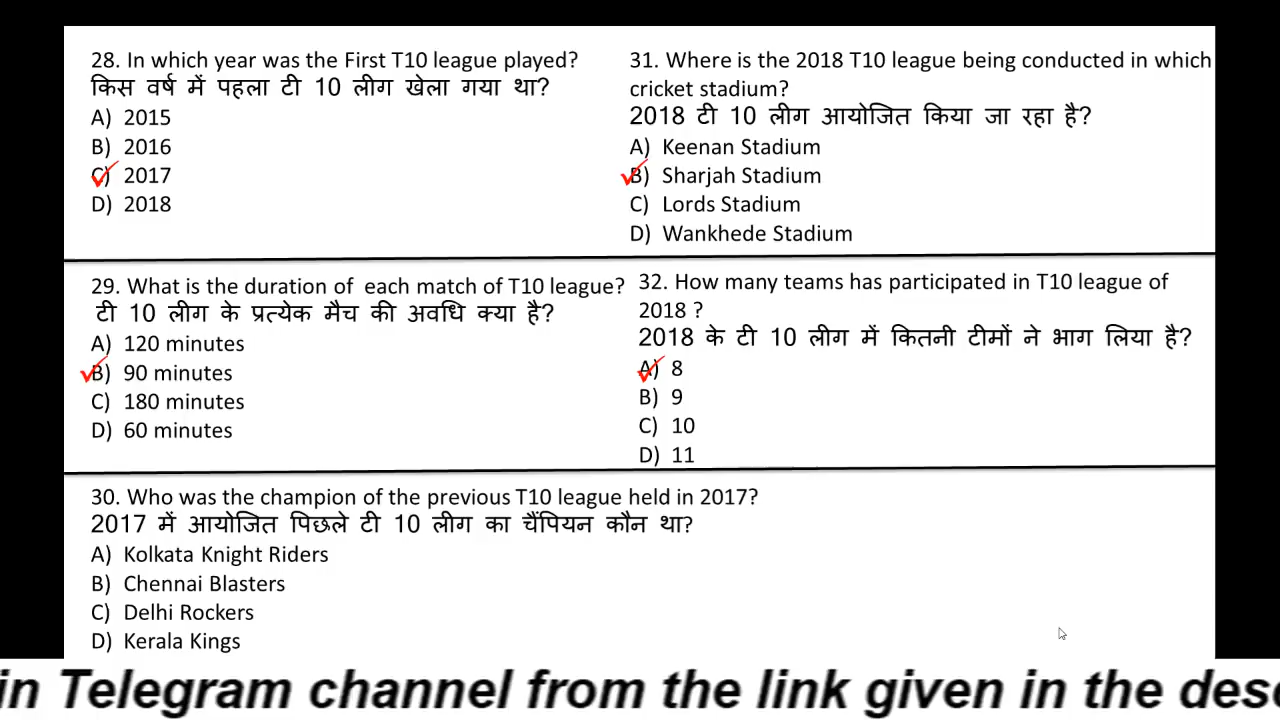 28. In which year was the First T10 league played?
किस वर्ष में पहला टी 10 लीग खेला गया था?
A) 2015
B) 2016
C) 2017
D) 2018
31. Where is the 2018 T10 league being conducted in which
cricket stadium?
2018 टी 10 लीग आयोजित किया जा रहा है?
A) Keenan Stadium
B) Sharjah Stadium
C) Lords Stadium
D) Wankhede Stadium
29. What is the duration of each match of T10 league?
टी 10 लीग के प्रत्येक मैच की अवधि क्या है?
A) 120 minutes
B) 90 minutes
C) 180 minutes
D) 60 minutes
32. How many teams has participated in T10 league of
2018 ?
2018 के टी 10 लीग में कितनी टीमों ने भाग लिया है?
A) 8
B) 9
C) 10
D) 11
30. Who was the champion of the previous T10 league held in 2017?
2017 में आयोजित पिछले टी 10 लीग का चैंपियन कौन था?
A) Kolkata Knight Riders
B) Chennai Blasters
C) Delhi Rockers
D) Kerala Kings
in Telegram channel from the link given in the desc